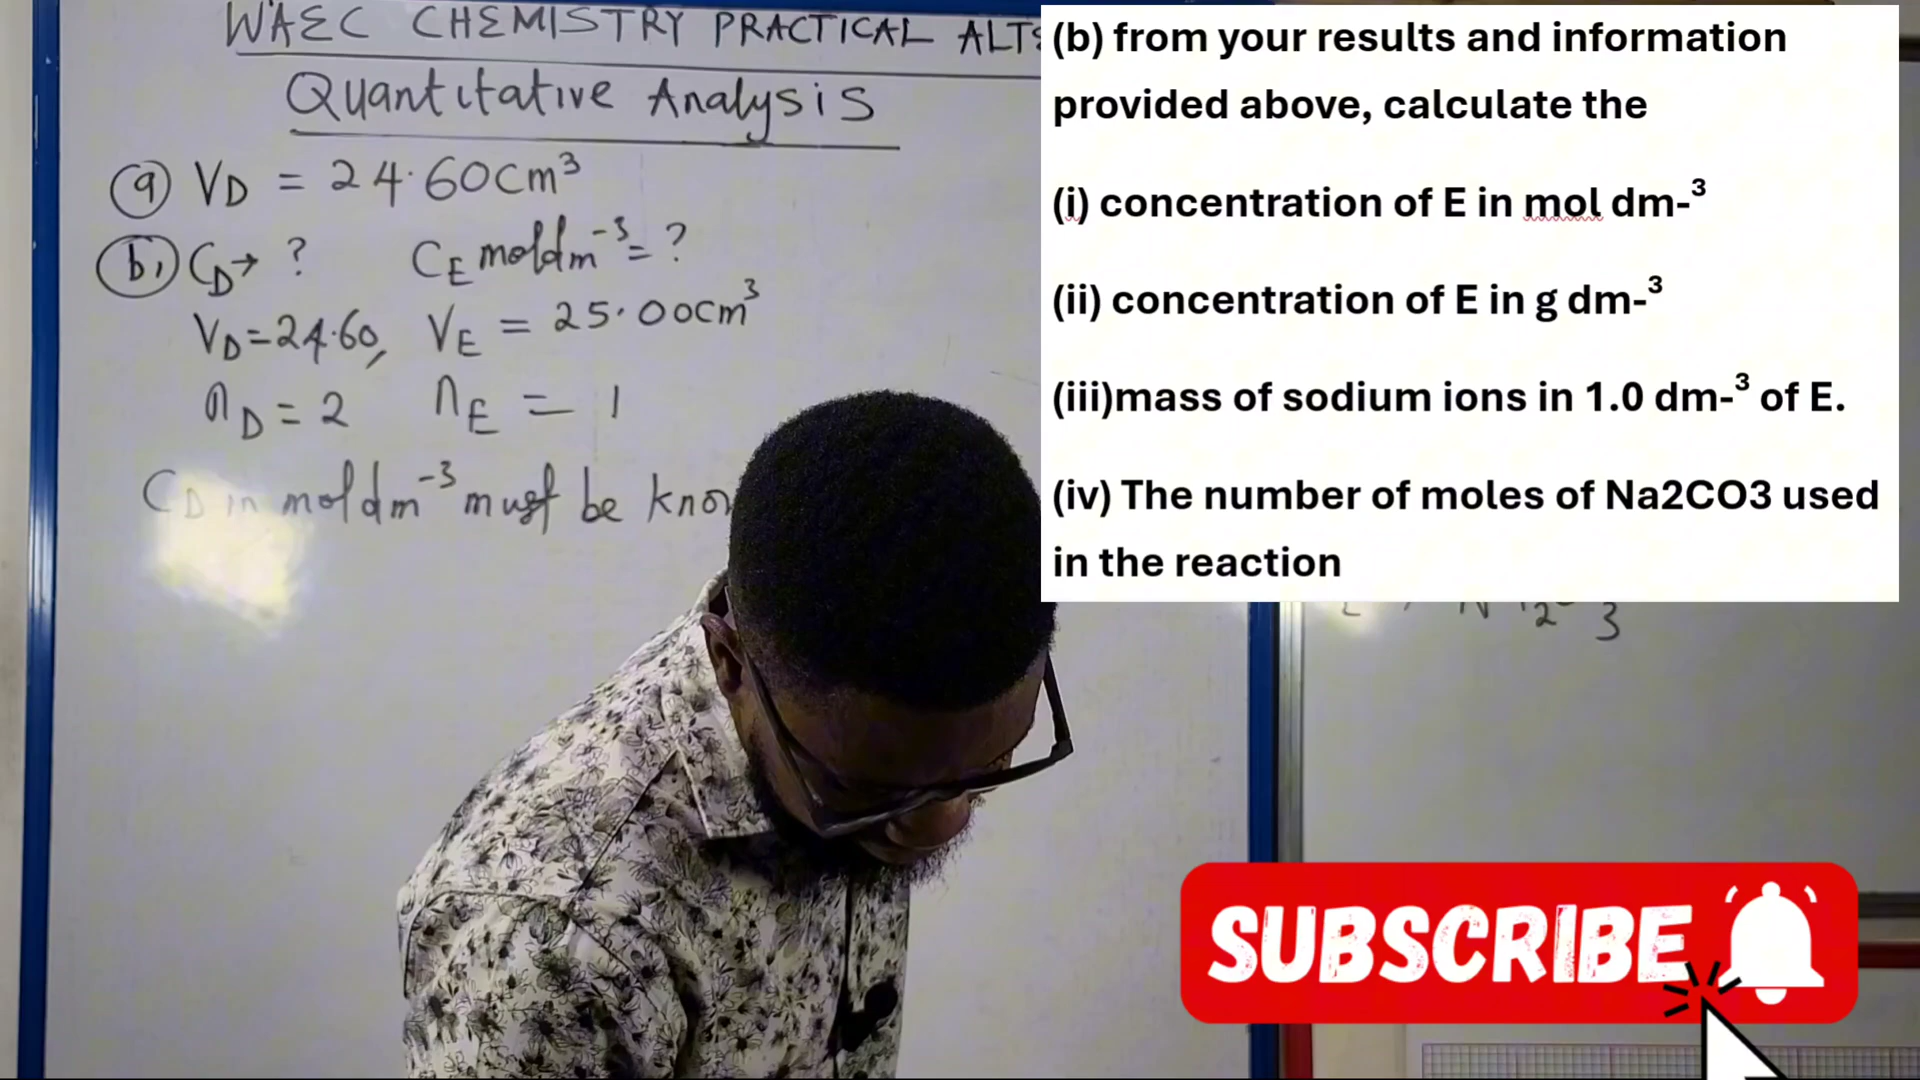 WAEC CHEMISTRY PRACTICAL
Quantitative Analysis
(a) VD = 24.60cm³
(b) CD → ? CE moldm⁻³ = ?
VD=24.60, VE = 25.00cm³
nD = 2 nE = 1
CD in moldm⁻³ must be
(b) from your results and information
provided above, calculate the
(i) concentration of E in mol dm-³
(ii) concentration of E in g dm-³
(iii)mass of sodium ions in 1.0 dm-³ of E.
(iv) The number of moles of Na2CO3 used
in the reaction
SUBSCRIBE